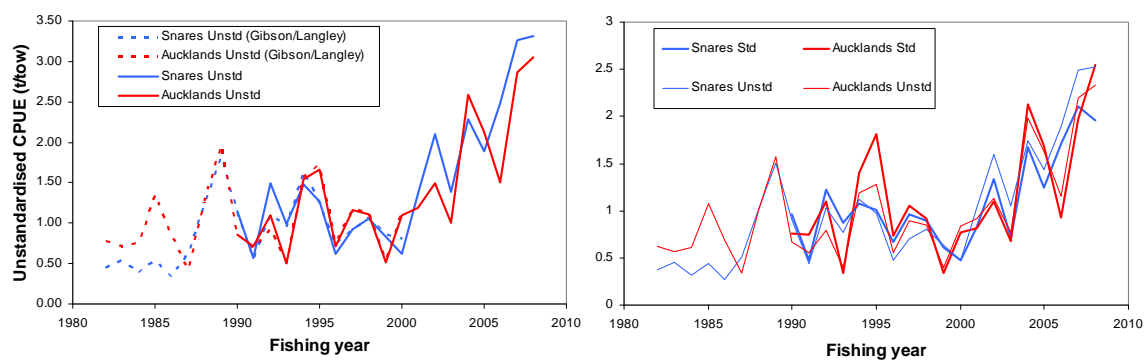 3.50
3.00
2.50
2.00
1.50
1.00
0.50
0.00
Unstandardised CPUE (t/tow)
Snares Unstd (Gibson/Langley)
Aucklands Unstd (Gibson/Langley)
Snares Unstd
Aucklands Unstd
1980 1985 1990 1995 2000 2005 2010
Fishing year
3
2.5
2
1.5
1
0.5
0
Snares Std Aucklands Std
Snares Unstd Aucklands Unstd
1980 1985 1990 1995 2000 2005 2010
Fishing year